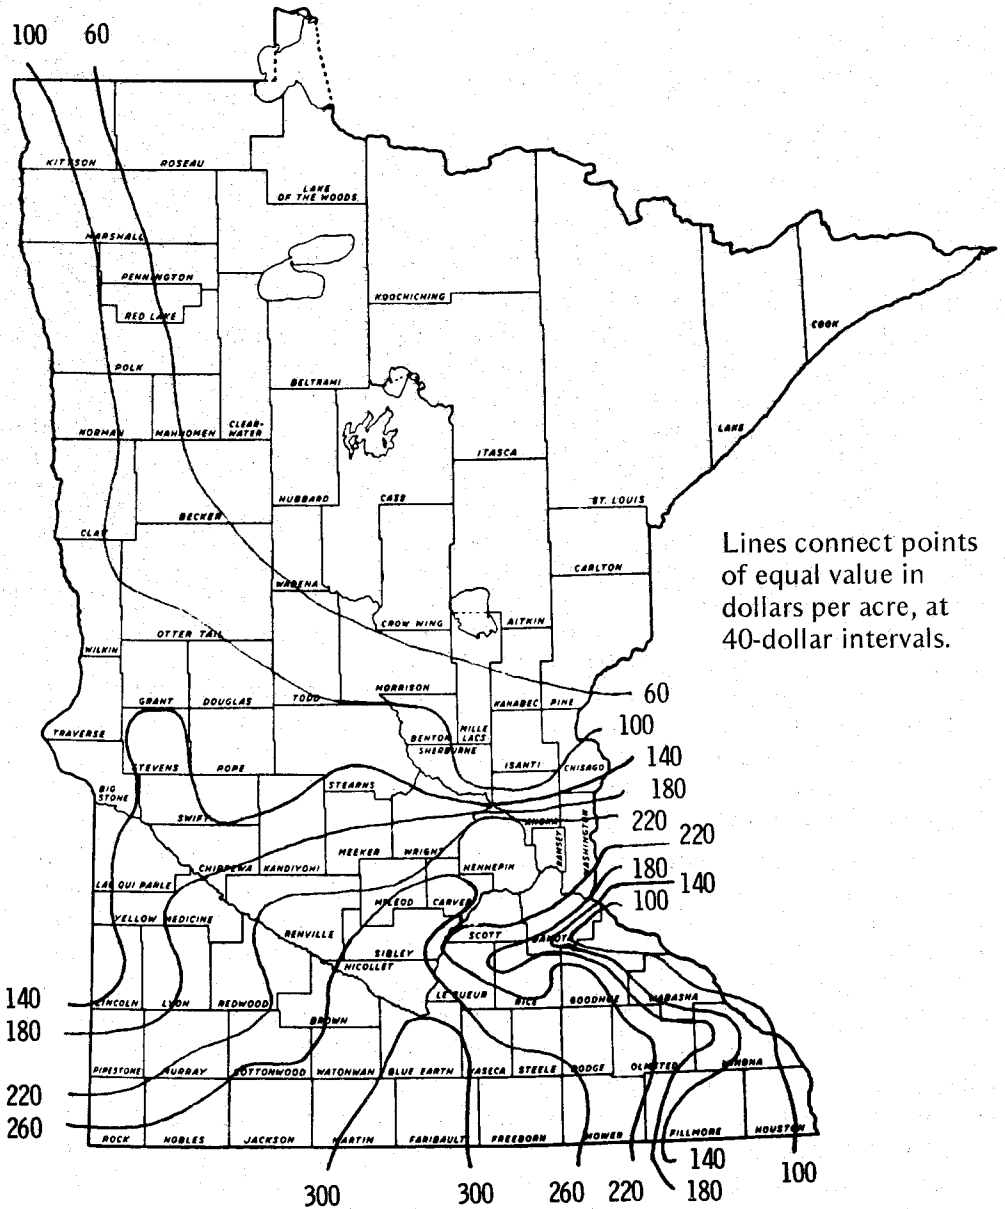 100 60
KITTSON ROSEAU
LAKE
OF THE WOODS
MARSHALL
PENNINGTON
KOOCHICHING
RED LAKE
COOK
POLK
BELTRAMI
NORMAN MAHNOMEN CLEAR-
WATER
LAKE
ITASCA
HUBBARD CASS ST. LOUIS
BECKER
CLAY
Lines connect points
of equal value in
dollars per acre, at
40-dollar intervals.
CARLTON
WADENA
CROW WING AITKIN
OTTER TAIL
WILKIN
MORRISON 60
GRANT DOUGLAS TODD KANABEC PINE
100
TRAVERSE BENTON MILLE
LACS
SHERBURNE
140
STEVENS POPE ISANTI CHISAGO
BIG
STONE
STEARNS 180
SWIFT ANOKA 220 220
RAMSEY
WASHINGTON
MEEKER WRIGHT
CHIPPEWA KANDIYOHI HENNEPIN 180
LAC QUI PARLE 140
MCLEOD CARVER 100
YELLOW MEDICINE
RENVILLE SCOTT DAKOTA
SIBLEY
NICOLLET
140 LINCOLN LYON REDWOOD LE SUEUR RICE GOODHUE WABASHA
180 BROWN
PIPESTONE MURRAY COTTONWOOD WATONWAN BLUE EARTH WASECA STEELE DODGE OLMSTED WINONA
220
260
ROCK NOBLES JACKSON MARTIN FARIBAULT FREEBORN MOWER FILLMORE HOUSTON
140 100
300 300 260 220 180